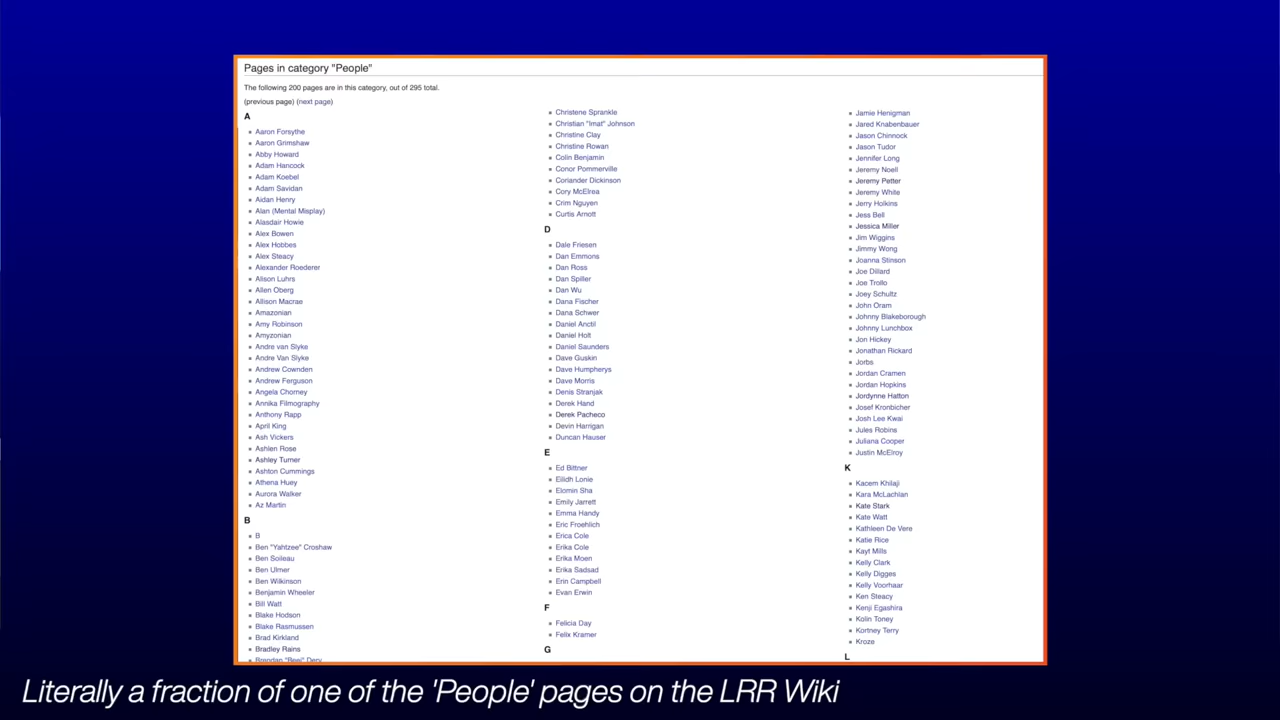 Pages in category "People"
The following 200 pages are in this category, out of 295 total.
(previous page) (next page)
A
Aaron Forsythe
Aaron Grimshaw
Abby Howard
Adam Hancock
Adam Koebel
Adam Savidan
Aidan Henry
Alan (Mental Misplay)
Alasdair Howie
Alex Bowen
Alex Hobbes
Alex Steacy
Alexander Roederer
Alison Luhrs
Allen Oberg
Allison Macrae
Amazonian
Amy Robinson
Amyzonian
Andre van Slyke
Andre Van Slyke
Andrew Cownden
Andrew Ferguson
Angela Chorney
Annika Filmography
Anthony Rapp
April King
Ash Vickers
Ashlen Rose
Ashley Turner
Ashton Cummings
Athena Huey
Aurora Walker
Az Martin
B
B
Ben "Yahtzee" Croshaw
Ben Soileau
Ben Ulmer
Ben Wilkinson
Benjamin Wheeler
Bill Watt
Blake Hodson
Blake Rasmussen
Brad Kirkland
Bradley Rains
Christene Sprankle
Christian "Imat" Johnson
Christine Clay
Christine Rowan
Colin Benjamin
Conor Pommerville
Coriander Dickinson
Cory McElrea
Crim Nguyen
Curtis Arnott
D
Dale Friesen
Dan Emmons
Dan Ross
Dan Spiller
Dan Wu
Dana Fischer
Dana Schwer
Daniel Anctil
Daniel Holt
Daniel Saunders
Dave Guskin
Dave Humpherys
Dave Morris
Denis Stranjak
Derek Hand
Derek Pacheco
Devin Harrigan
Duncan Hauser
E
Ed Bittner
Eilidh Lonie
Elomin Sha
Emily Jarrett
Emma Handy
Eric Froehlich
Erica Cole
Erika Cole
Erika Moen
Erika Sadsad
Erin Campbell
Evan Erwin
F
Felicia Day
Felix Kramer
G
Jamie Henigman
Jared Knabenbauer
Jason Chinnock
Jason Tudor
Jennifer Long
Jeremy Noell
Jeremy Petter
Jeremy White
Jerry Holkins
Jess Bell
Jessica Miller
Jim Wiggins
Jimmy Wong
Joanna Stinson
Joe Dillard
Joe Trollo
Joey Schultz
John Oram
Johnny Blakeborough
Johnny Lunchbox
Jon Hickey
Jonathan Rickard
Jorbs
Jordan Cramen
Jordan Hopkins
Jordynne Hatton
Josef Kronbicher
Josh Lee Kwai
Jules Robins
Juliana Cooper
Justin McElroy
K
Kacem Khilaji
Kara McLachlan
Kate Stark
Kate Watt
Kathleen De Vere
Katie Rice
Kayt Mills
Kelly Clark
Kelly Digges
Kelly Voorhaar
Ken Steacy
Kenji Egashira
Kolin Toney
Kortney Terry
Kroze
L
Literally a fraction of one of the 'People' pages on the LRR Wiki